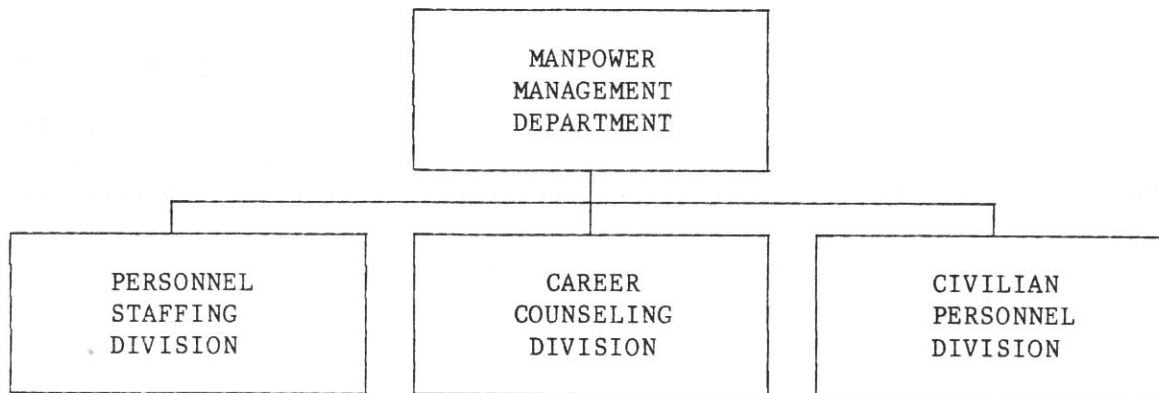 MANPOWER
MANAGEMENT
DEPARTMENT
PERSONNEL
STAFFING
DIVISION
CAREER
COUNSELING
DIVISION
CIVILIAN
PERSONNEL
DIVISION